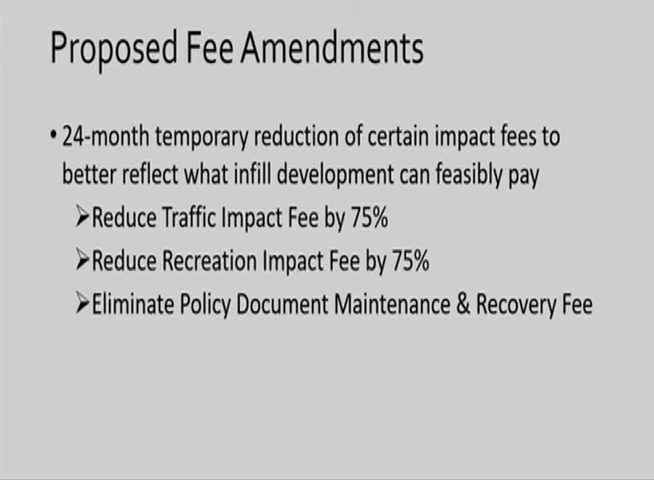 Proposed Fee Amendments
• 24-month temporary reduction of certain impact fees to
better reflect what infill development can feasibly pay
➢Reduce Traffic Impact Fee by 75%
➢Reduce Recreation Impact Fee by 75%
➢Eliminate Policy Document Maintenance & Recovery Fee